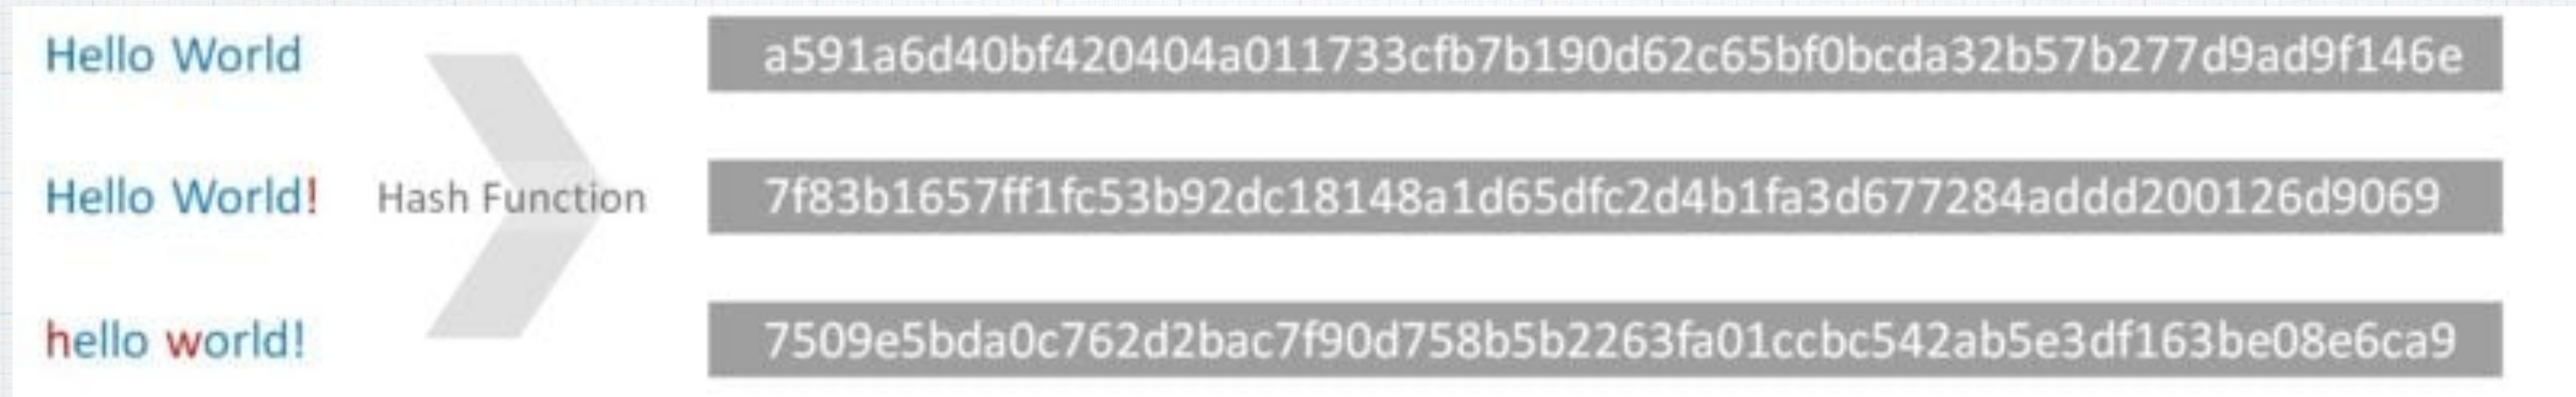 Hello World
a591a6d40bf420404a011733cfb7b190d62c65bf0bcda32b57b277d9ad9f146e
Hello World!
Hash Function
7f83b1657ff1fc53b92dc18148a1d65dfc2d4b1fa3d677284addd200126d9069
hello world!
7509e5bda0c762d2bac7f90d758b5b2263fa01ccbc542ab5e3df163be08e6ca9